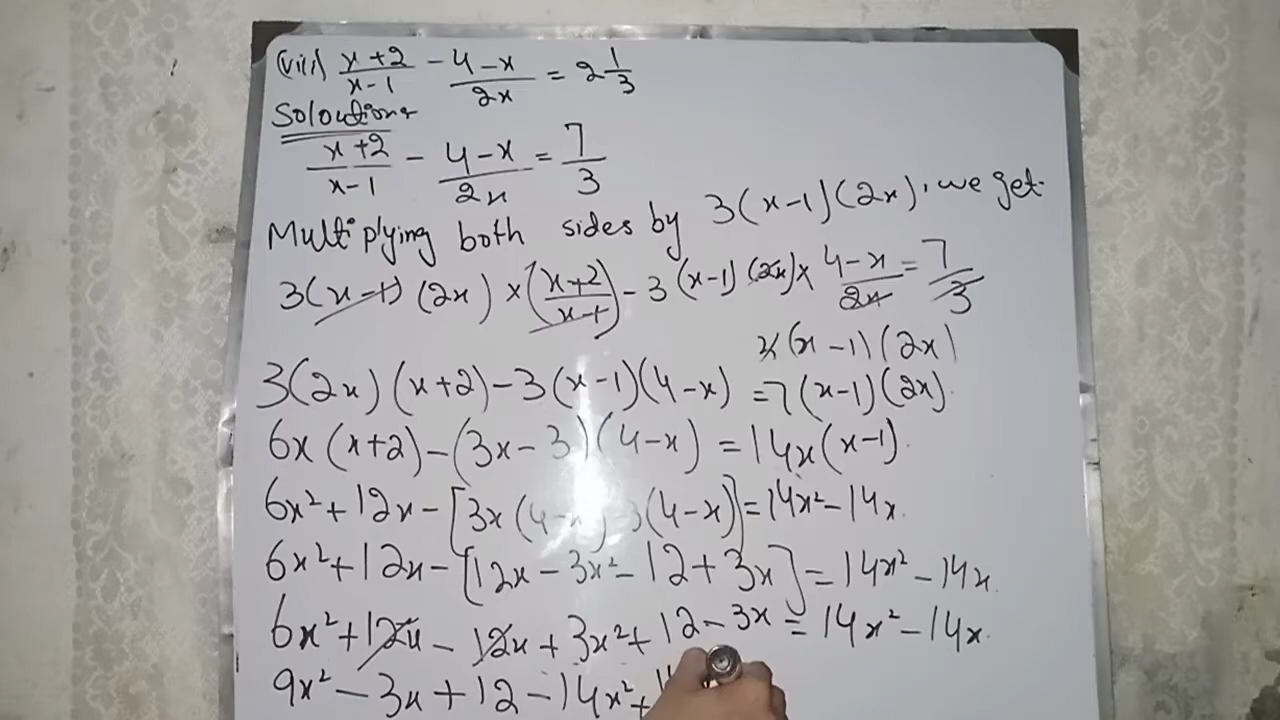 (viii) x+2/x-1 - 4-x/2x = 2 1/3
Soloution:
x+2/x-1 - 4-x/2x = 7/3
Multiplying both sides by 3(x-1)(2x), we get.
3(x-1)(2x) × (x+2/x-1) - 3(x-1)(2x) × 4-x/2x = 7/3
×(x-1)(2x)
3(2x)(x+2)-3(x-1)(4-x) =7(x-1)(2x).
6x(x+2)-(3x-3)(4-x) =14x(x-1).
6x²+12x-[3x(4-x) 3(4-x)]=14x²-14x.
6x²+12x-[12x-3x²-12+3x]=14x²-14x.
6x²+12x-12x+3x²+12-3x=14x²-14x.
9x²-3x+12-14x²+